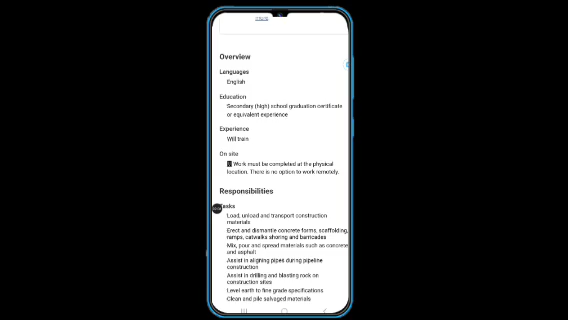 Overview
Languages
English
Education
Secondary (high) school graduation certificate
or equivalent experience
Experience
Will train
On site
Work must be completed at the physical
location. There is no option to work remotely.
Responsibilities
Tasks
Load, unload and transport construction
materials
Erect and dismantle concrete forms, scaffolding,
ramps, catwalks shoring and barricades
Mix, pour and spread materials such as concrete
and asphalt
Assist in aligning pipes during pipeline
construction
Assist in drilling and blasting rock on
construction sites
Level earth to fine grade specifications
Clean and pile salvaged materials